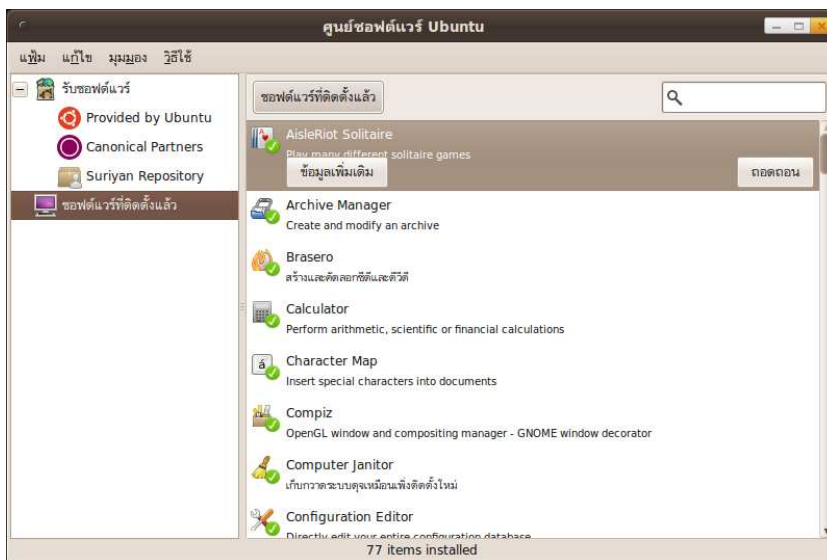 ศูนย์ซอฟต์แวร์ Ubuntu
แฟ้ม แก้ไข มุมมอง วิธีใช้
รับซอฟต์แวร์
Provided by Ubuntu
Canonical Partners
Suriyan Repository
ซอฟต์แวร์ที่ติดตั้งแล้ว
ซอฟต์แวร์ที่ติดตั้งแล้ว
AisleRiot Solitaire
Play many different solitaire games
ข้อมูลเพิ่มเติม ถอดถอน
Archive Manager
Create and modify an archive
Brasero
สร้างและคัดลอกซีดีและดีวีดี
Calculator
Perform arithmetic, scientific or financial calculations
Character Map
Insert special characters into documents
Compiz
OpenGL window and compositing manager - GNOME window decorator
Computer Janitor
เก็บกวาดระบบดุจเหมือนเพิ่งติดตั้งใหม่
Configuration Editor
Directly edit your entire configuration database
77 items installed